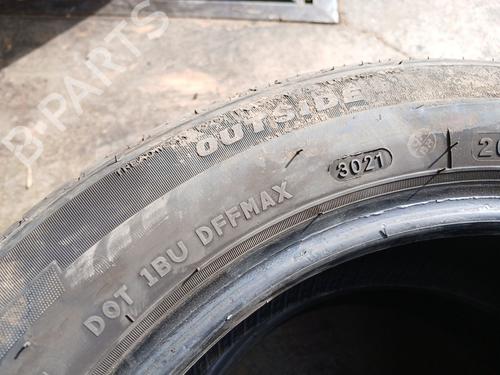 B-PARTS
OUTSIDE
3021
DOT 1BU DFFMAX